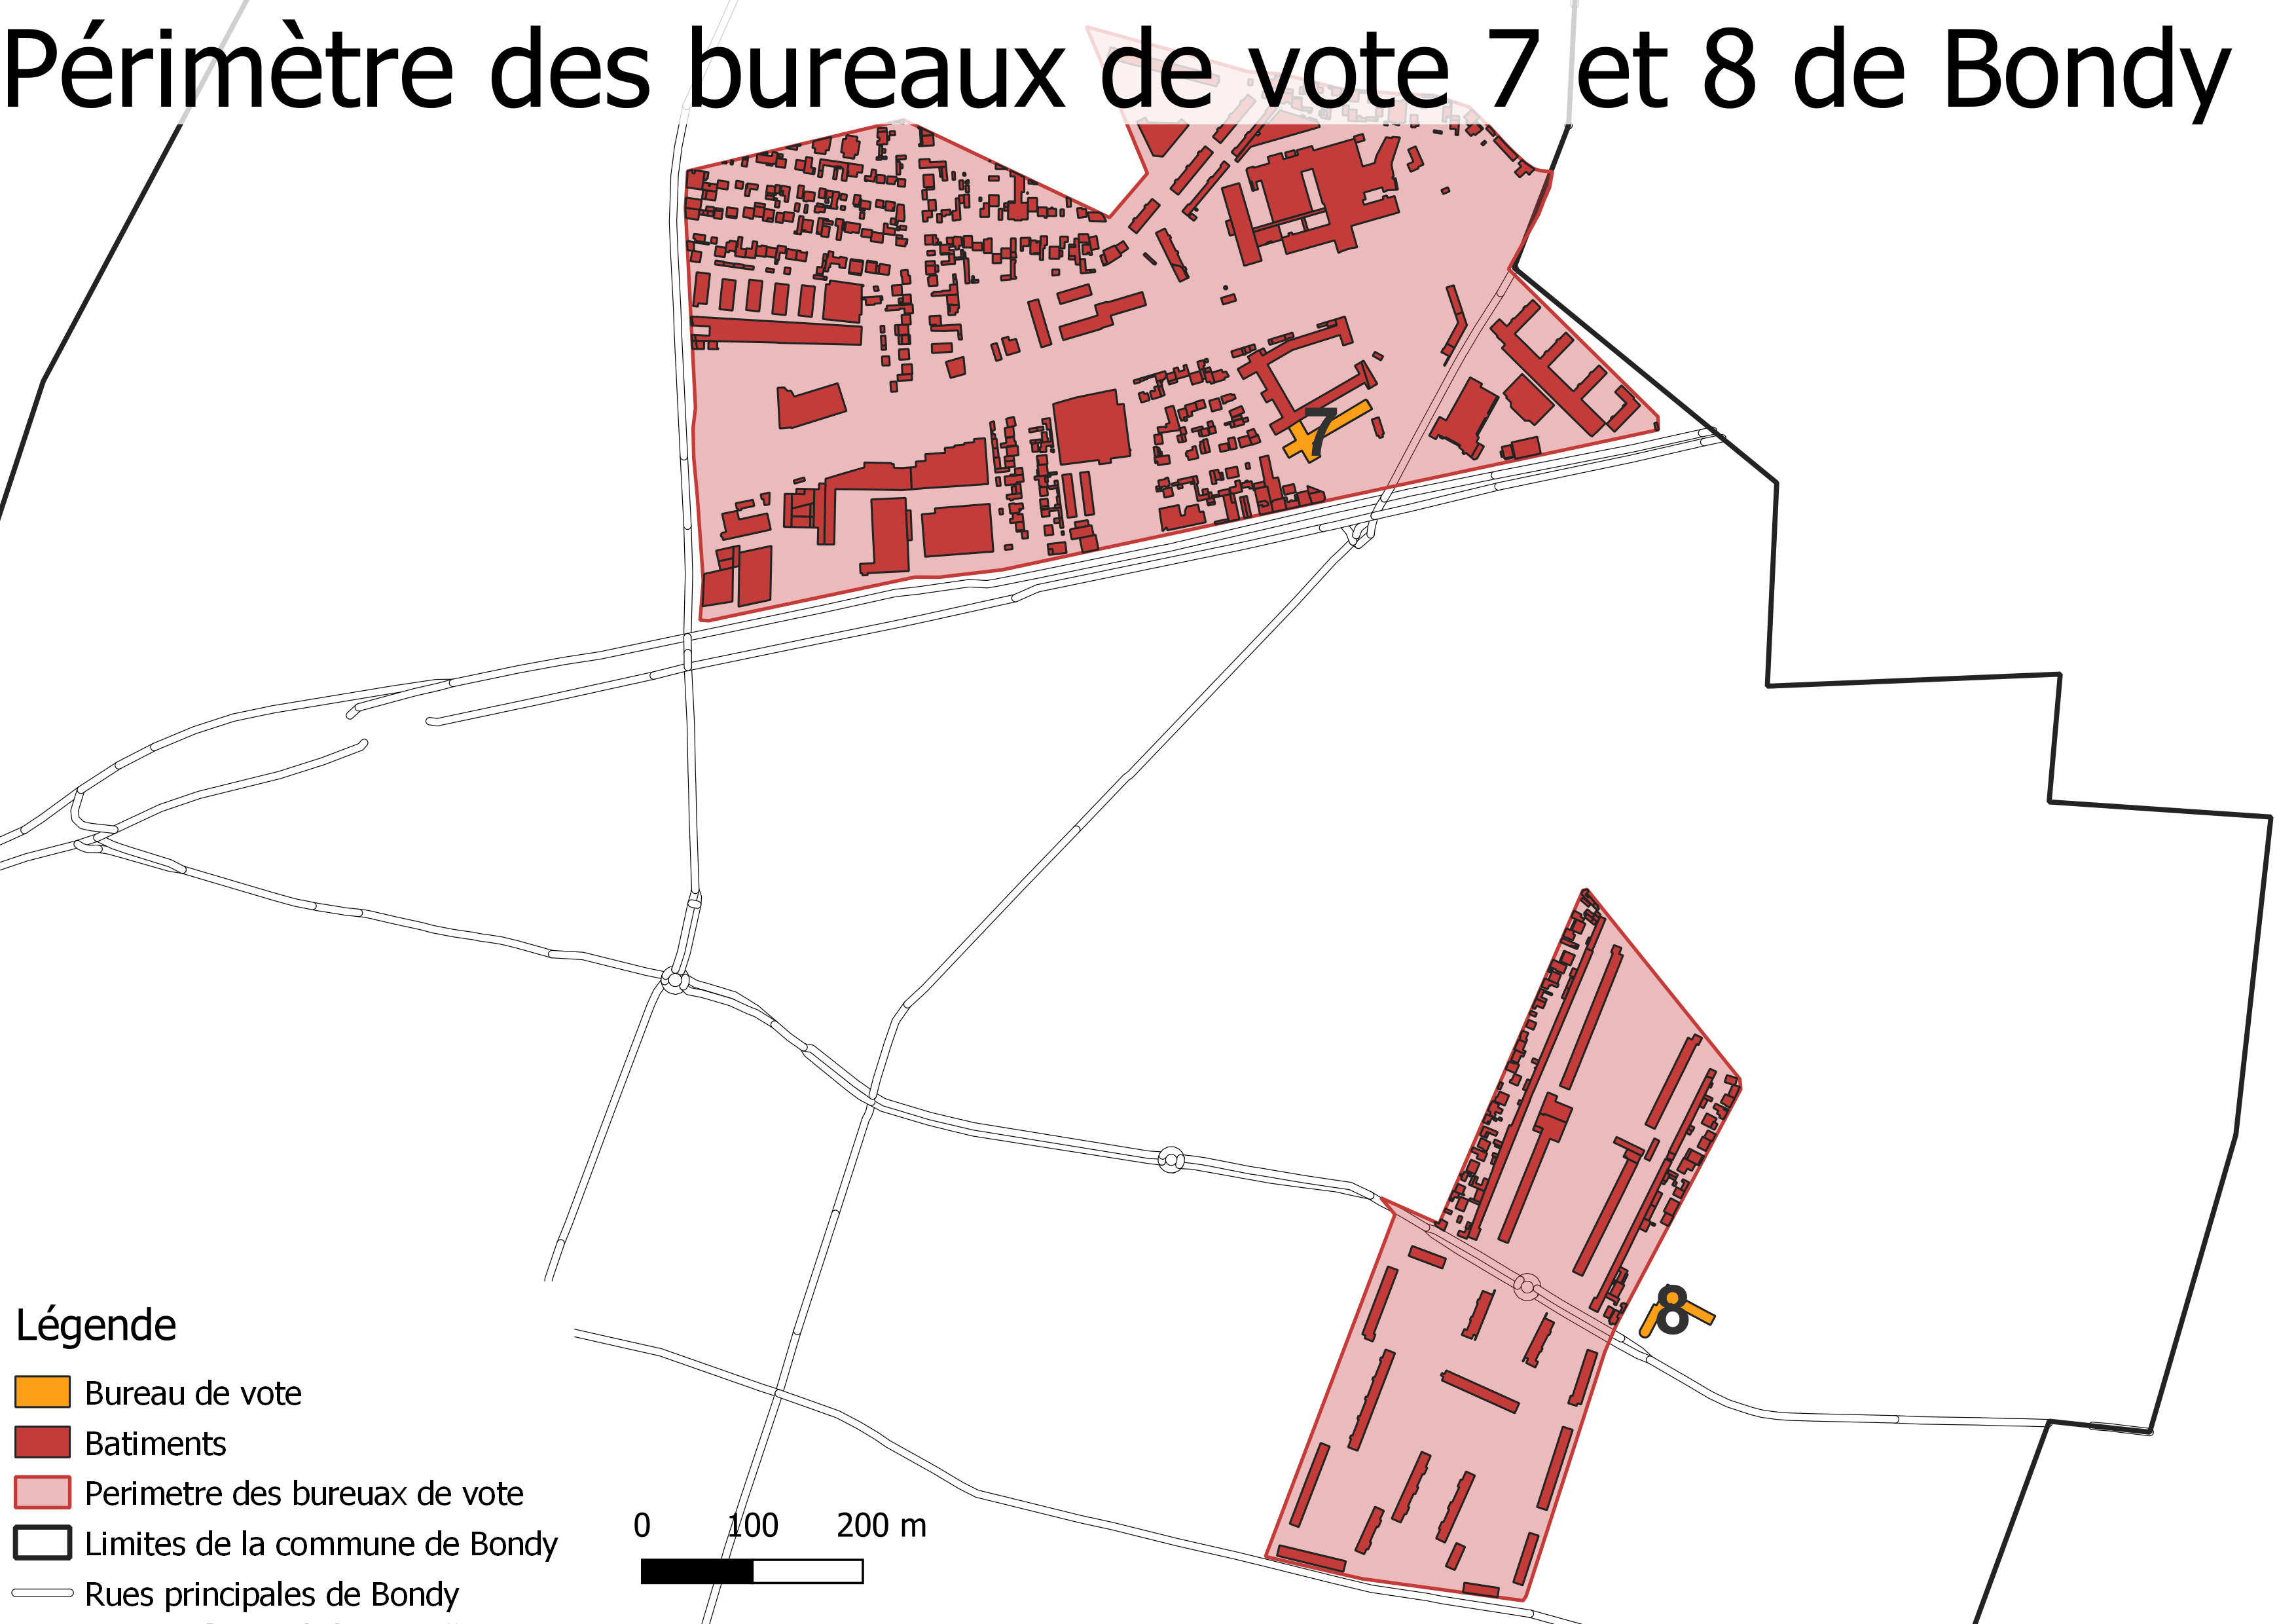 Périmètre des bureaux de vote 7 et 8 de Bondy
7
8
8
Légende
Bureau de vote
Batiments
Perimetre des bureuax de vote
Limites de la commune de Bondy
Rues principales de Bondy
0 100 200 m